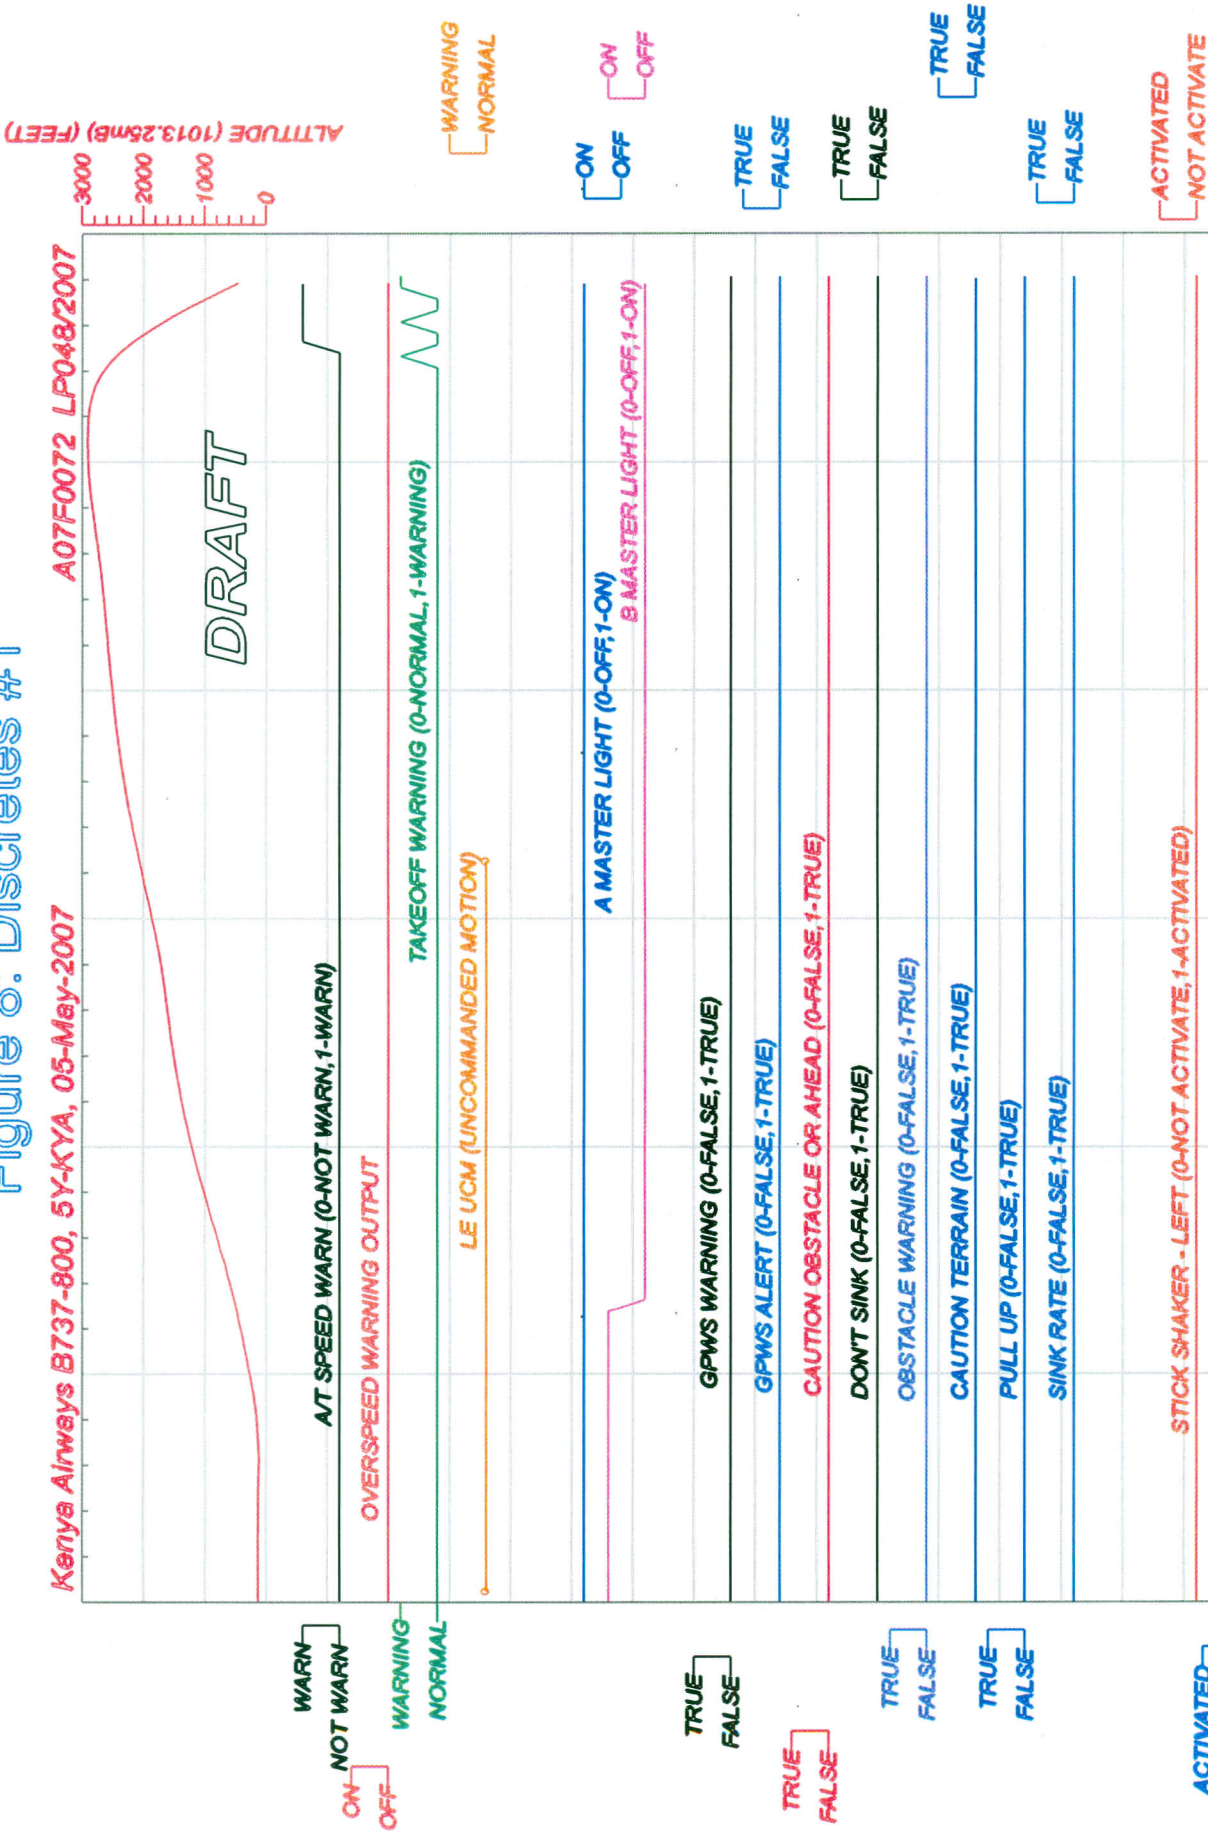 Kenya Airways B737-800, 5Y-KYA, 05-May-2007
A07F0072 LP048/2007
3000
2000
1000
0
ALTITUDE (1013.25mB) (FEET)
DRAFT
WARN
NOT WARN
A/T SPEED WARN (0-NOT WARN,1-WARN)
ON
OFF
OVERSPEED WARNING OUTPUT
WARNING
NORMAL
TAKEOFF WARNING (0-NORMAL,1-WARNING)
LE UCM (UNCOMMANDED MOTION)
WARNING
NORMAL
A MASTER LIGHT (0-OFF,1-ON)
ON
OFF
B MASTER LIGHT (0-OFF,1-ON)
ON
OFF
TRUE
FALSE
GPWS WARNING (0-FALSE,1-TRUE)
GPWS ALERT (0-FALSE,1-TRUE)
TRUE
FALSE
TRUE
FALSE
CAUTION OBSTACLE OR AHEAD (0-FALSE,1-TRUE)
DON'T SINK (0-FALSE,1-TRUE)
TRUE
FALSE
TRUE
FALSE
OBSTACLE WARNING (0-FALSE,1-TRUE)
CAUTION TERRAIN (0-FALSE,1-TRUE)
TRUE
FALSE
TRUE
FALSE
PULL UP (0-FALSE,1-TRUE)
SINK RATE (0-FALSE,1-TRUE)
TRUE
FALSE
STICK SHAKER - LEFT (0-NOT ACTIVATE,1-ACTIVATED)
ACTIVATED
NOT ACTIVATE
ACTIVATED